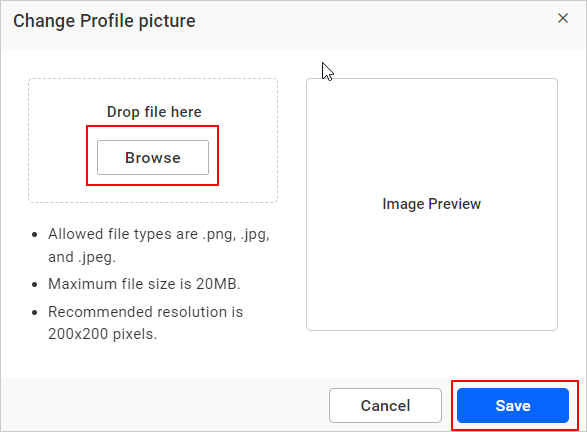 Change Profile picture
Drop file here
Browse
Allowed file types are .png, .jpg,
and .jpeg.
Maximum file size is 20MB.
Recommended resolution is
200x200 pixels.
Image Preview
Cancel
Save